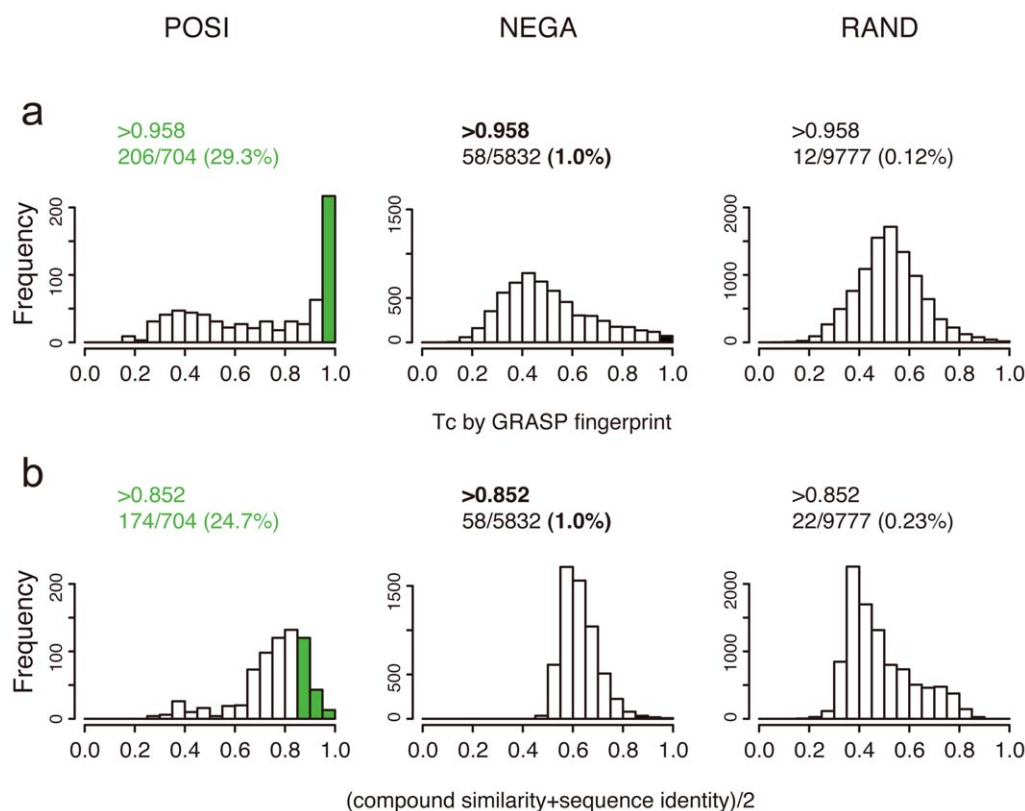 POSI NEGA RAND
a
>0.958 >0.958 >0.958
206/704 (29.3%) 58/5832 (1.0%) 12/9777 (0.12%)
Frequency
0 100 200
0 500 1500
0 1000 2000
0.0 0.2 0.4 0.6 0.8 1.0 0.0 0.2 0.4 0.6 0.8 1.0 0.0 0.2 0.4 0.6 0.8 1.0
Tc by GRASP fingerprint
b
>0.852 >0.852 >0.852
174/704 (24.7%) 58/5832 (1.0%) 22/9777 (0.23%)
Frequency
0 100 200
0 500 1500
0 1000 2000
0.0 0.2 0.4 0.6 0.8 1.0 0.0 0.2 0.4 0.6 0.8 1.0 0.0 0.2 0.4 0.6 0.8 1.0
(compound similarity+sequence identity)/2